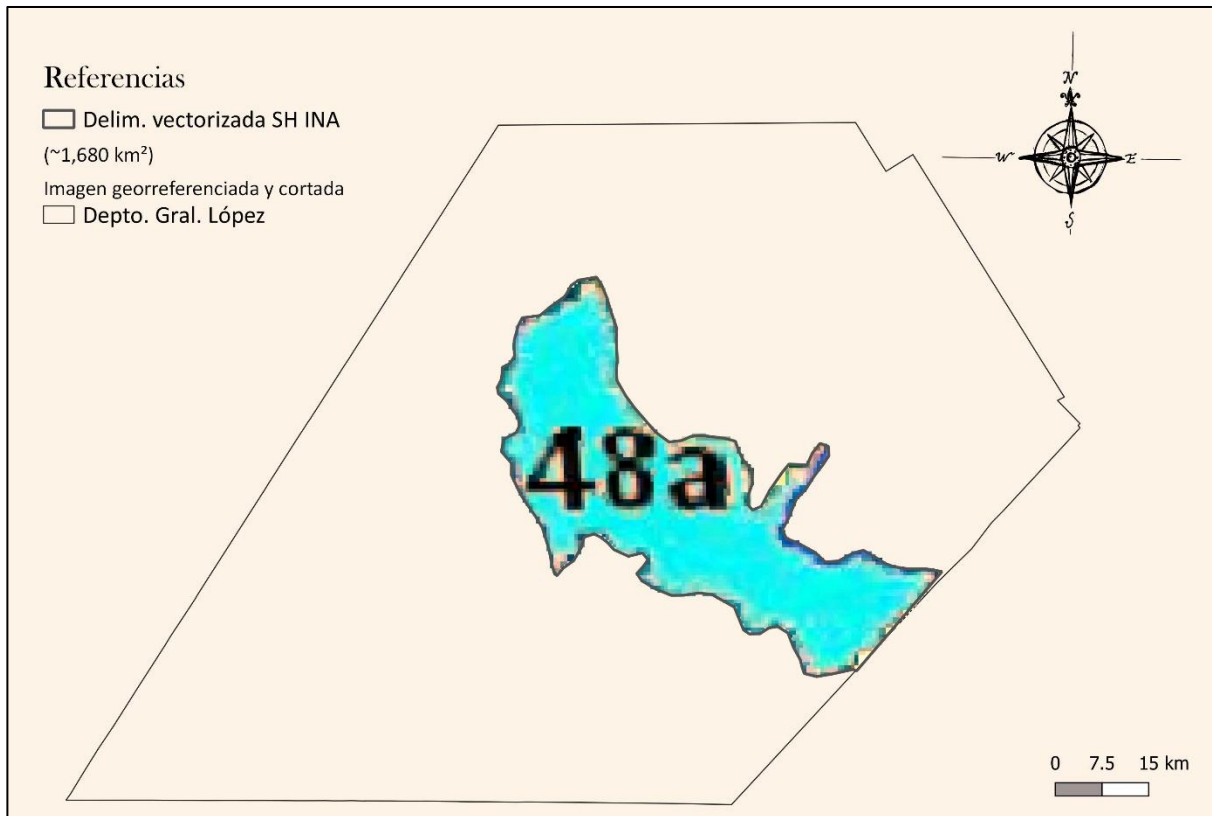 Referencias
Delim. vectorizada SH INA
(~1,680 km²)
Imagen georreferenciada y cortada
Depto. Gral. López
N
W E
S
48a
0 7.5 15 km